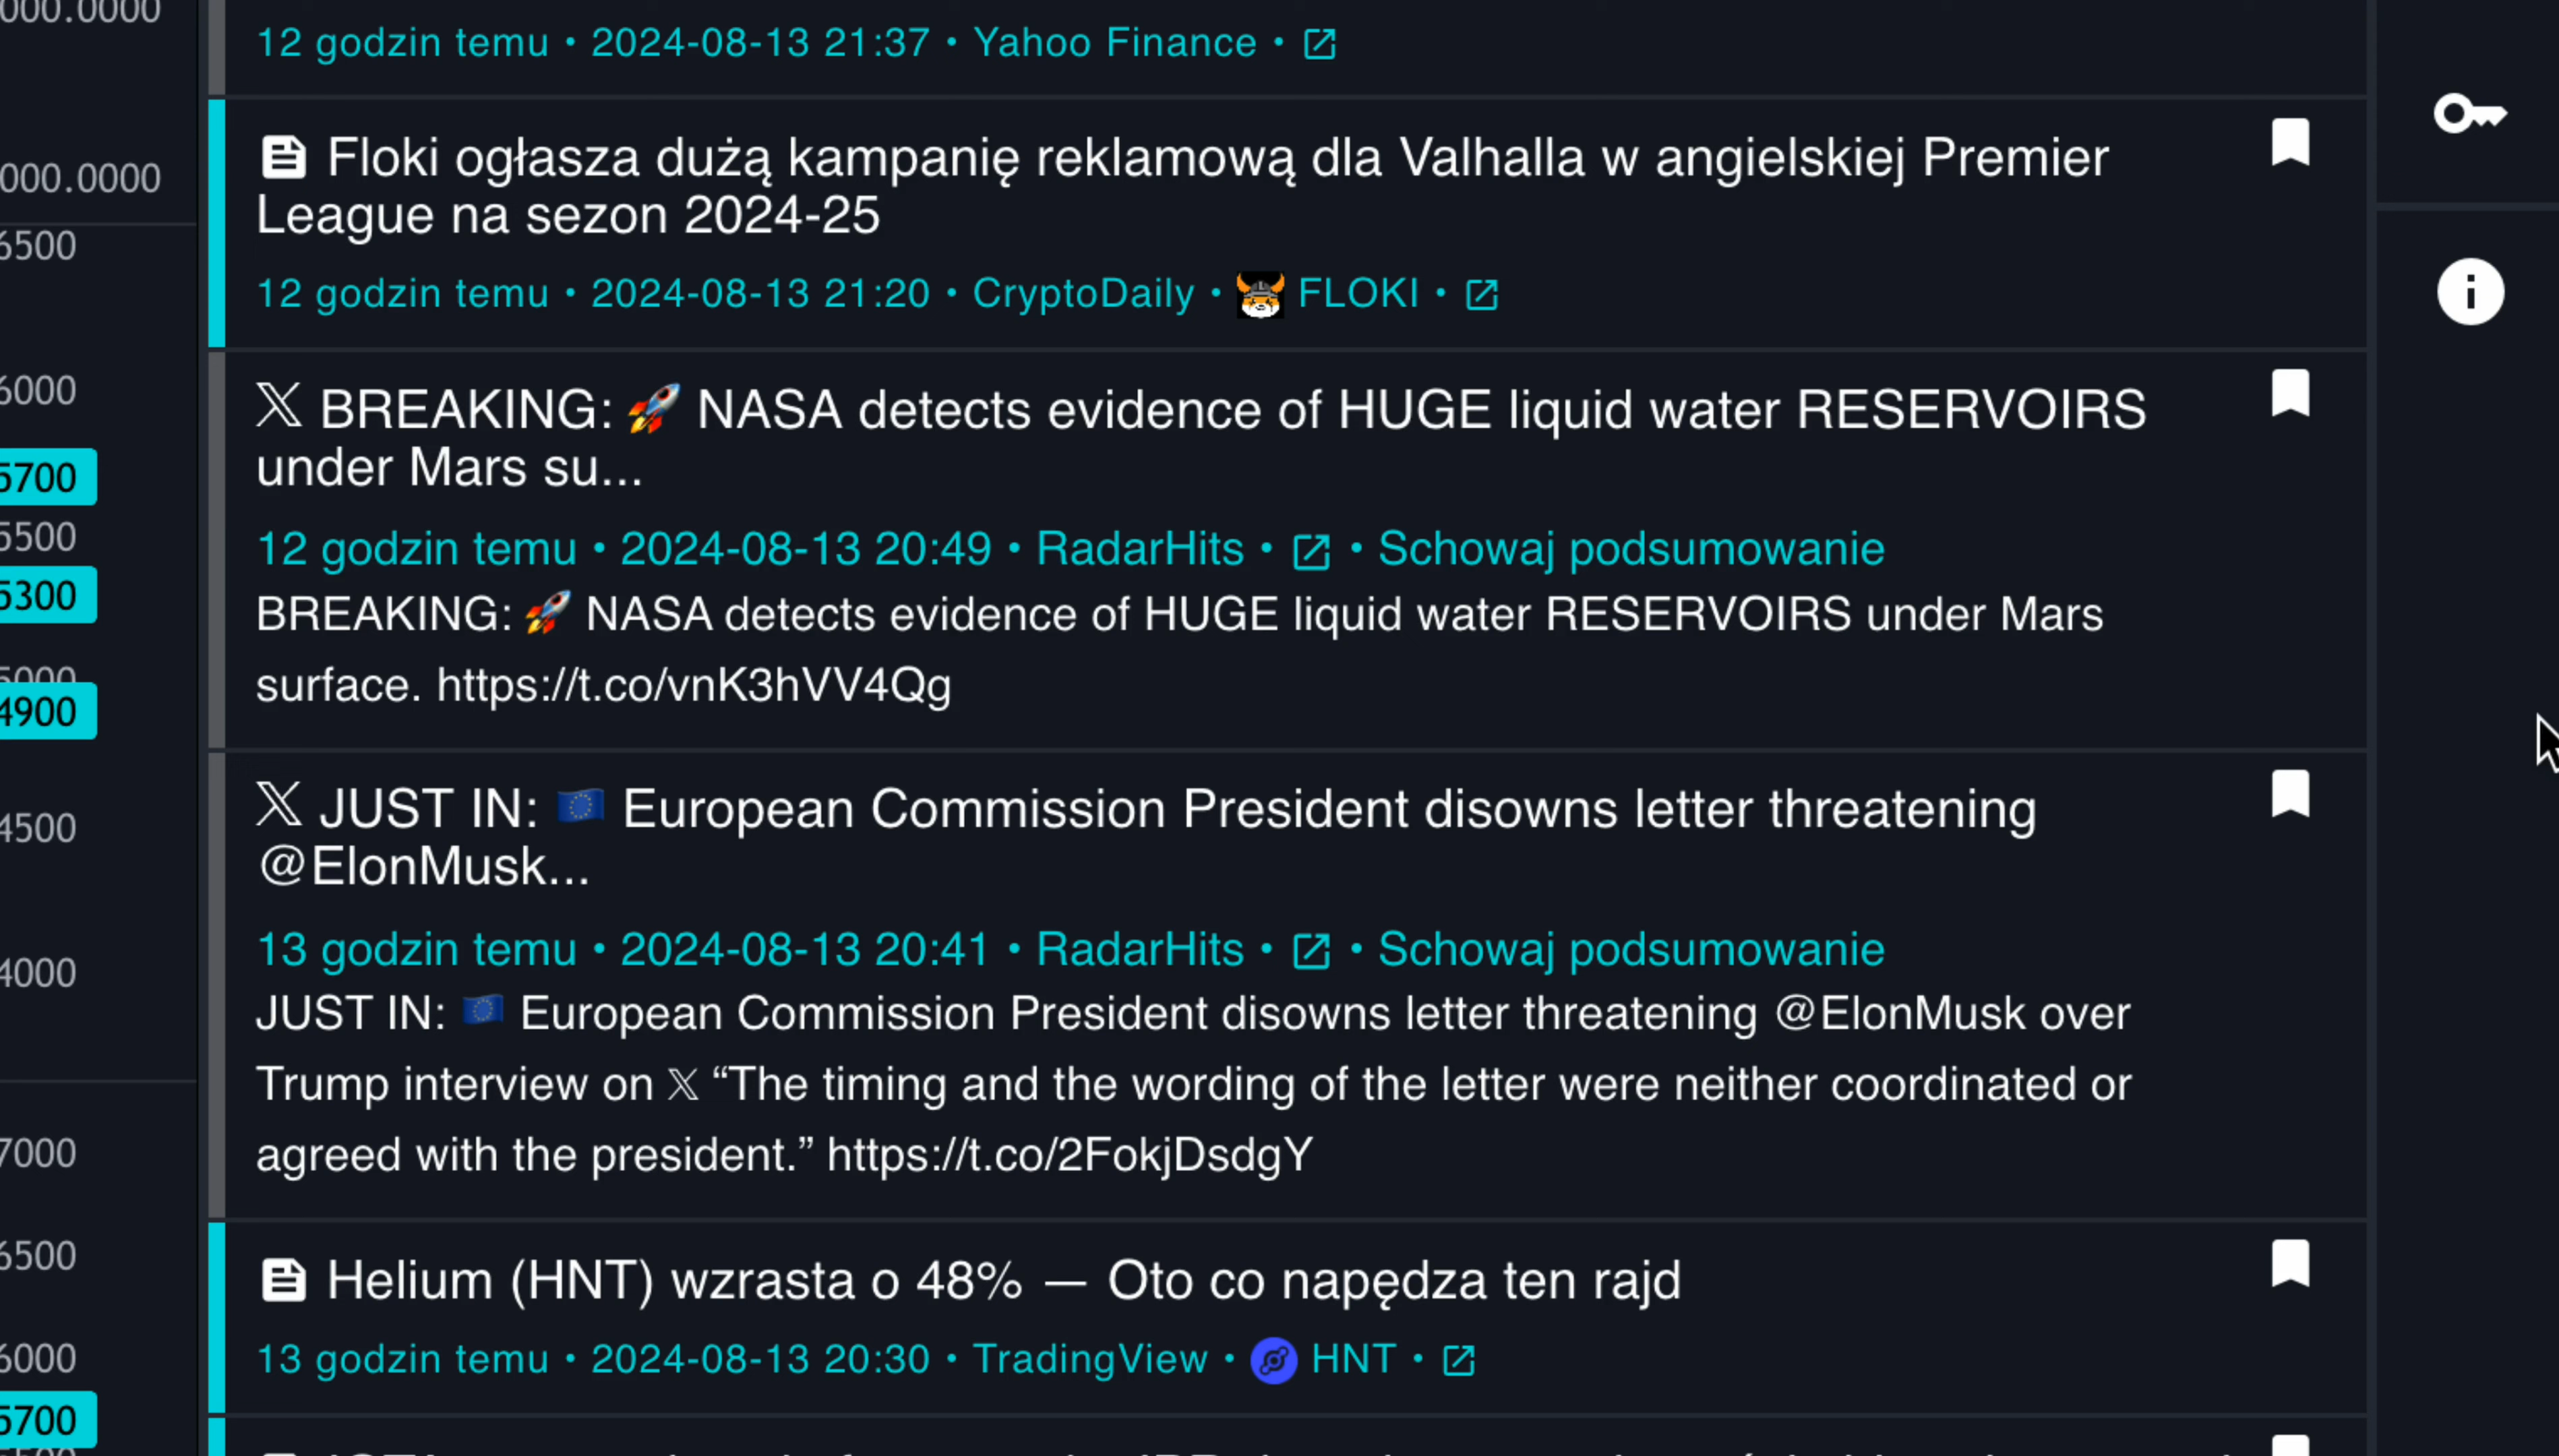 000.0000
000.0000
6500
6000
5700
5500
5300
5000
4900
4500
4000
7000
6500
6000
5700
12 godzin temu • 2024-08-13 21:37 • Yahoo Finance •
Floki ogłasza dużą kampanię reklamową dla Valhalla w angielskiej Premier
League na sezon 2024-25
12 godzin temu • 2024-08-13 21:20 • CryptoDaily • FLOKI •
𝕏 BREAKING: 🚀 NASA detects evidence of HUGE liquid water RESERVOIRS
under Mars su...
12 godzin temu • 2024-08-13 20:49 • RadarHits • • Schowaj podsumowanie
BREAKING: 🚀 NASA detects evidence of HUGE liquid water RESERVOIRS under Mars
surface. https://t.co/vnK3hVV4Qg
𝕏 JUST IN: 🇪🇺 European Commission President disowns letter threatening
@ElonMusk...
13 godzin temu • 2024-08-13 20:41 • RadarHits • • Schowaj podsumowanie
JUST IN: 🇪🇺 European Commission President disowns letter threatening @ElonMusk over
Trump interview on 𝕏 “The timing and the wording of the letter were neither coordinated or
agreed with the president.” https://t.co/2FokjDsdgY
Helium (HNT) wzrasta o 48% — Oto co napędza ten rajd
13 godzin temu • 2024-08-13 20:30 • TradingView • HNT •